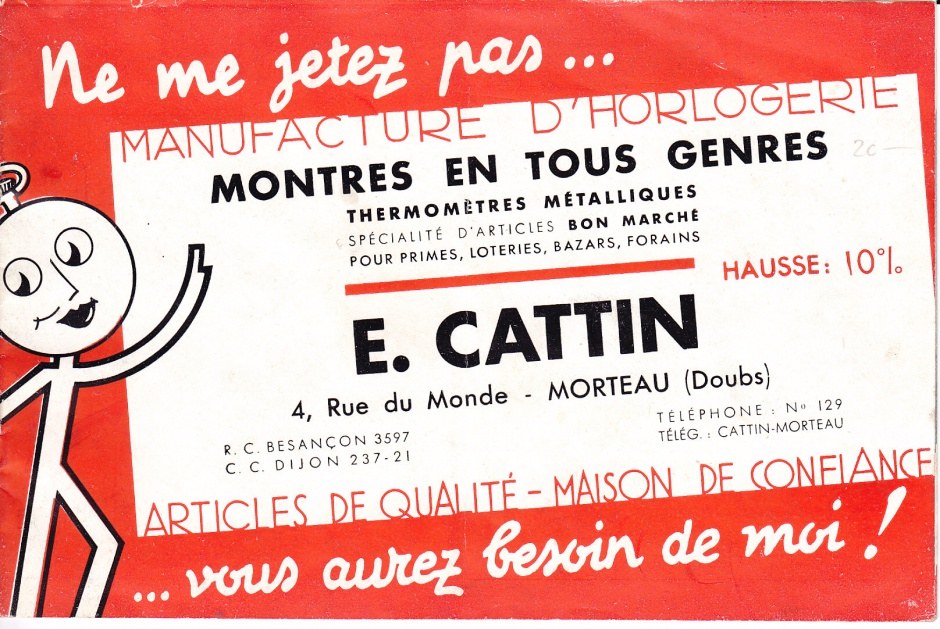 Ne me jetez pas...
MANUFACTURE D'HORLOGERIE
MONTRES EN TOUS GENRES
20—
THERMOMÈTRES MÉTALLIQUES
SPÉCIALITÉ D'ARTICLES BON MARCHÉ
POUR PRIMES, LOTERIES, BAZARS, FORAINS
HAUSSE: 10%
E. CATTIN
4, Rue du Monde - MORTEAU (Doubs)
R. C. BESANÇON 3597
C. C. DIJON 237-21
TÉLÉPHONE : No 129
TÉLÉG. : CATTIN-MORTEAU
ARTICLES DE QUALITÉ - MAISON DE CONFIANCE
... vous aurez besoin de moi !